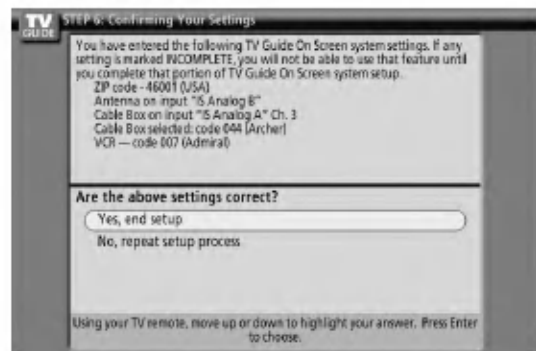 TV
GUIDE
STEP 6: Confirming Your Settings
You have entered the following TV Guide On Screen system settings. If any
setting is marked INCOMPLETE, you will not be able to use that feature until
you complete that portion of TV Guide On Screen system setup.
ZIP code - 46001 (USA)
Antenna on input "IS Analog B"
Cable Box on input "IS Analog A" Ch. 3
Cable Box selected: code 044 (Archer)
VCR — code 007 (Admiral)
Are the above settings correct?
Yes, end setup
No, repeat setup process
Using your TV remote, move up or down to highlight your answer. Press Enter
to choose.